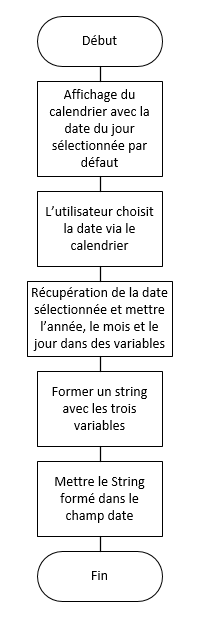 Début
Affichage du
calendrier avec la
date du jour
sélectionnée par
défaut
L’utilisateur choisit
la date via le
calendrier
Récupération de la date
sélectionnée et mettre
l’année, le mois et le
jour dans des variables
Former un string
avec les trois
variables
Mettre le String
formé dans le
champ date
Fin